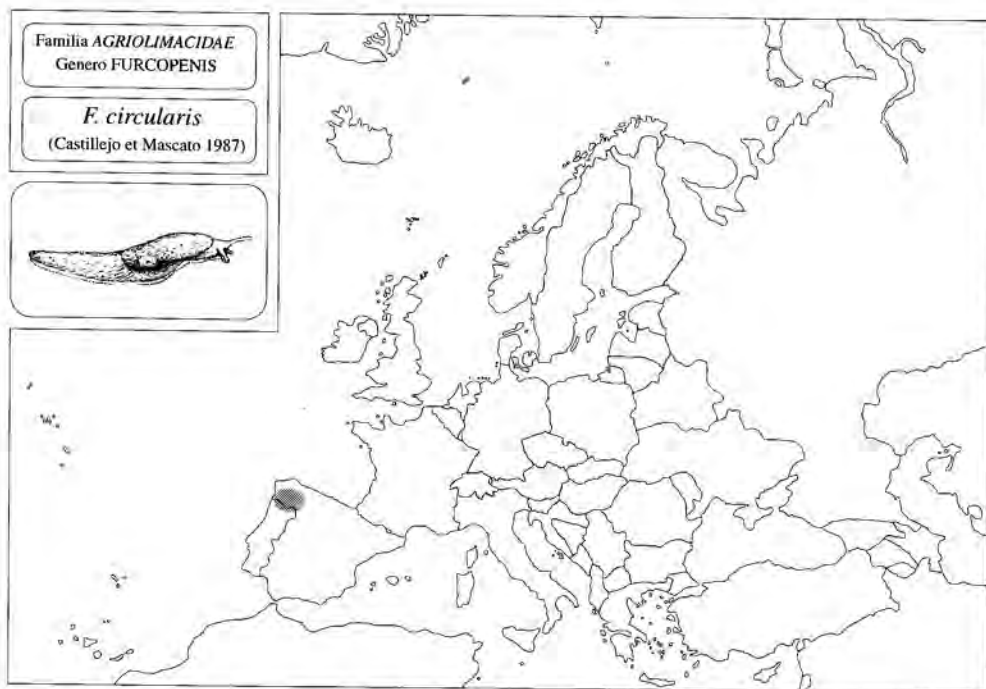 Familia AGRIOLIMACIDAE
Genero FURCOPENIS
F. circularis
(Castillejo et Mascato 1987)